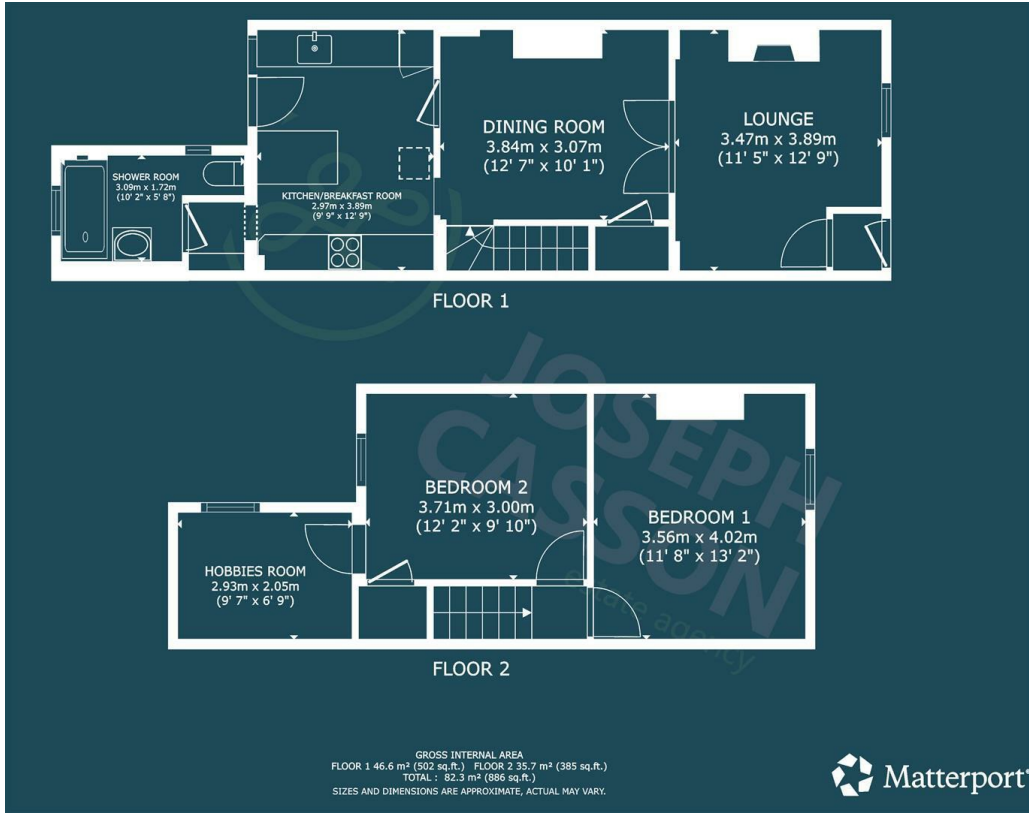 LOUNGE
3.47m x 3.89m
(11' 5" x 12' 9")
DINING ROOM
3.84m x 3.07m
(12' 7" x 10' 1")
SHOWER ROOM
3.09m x 1.72m
(10' 2" x 5' 8")
KITCHEN/BREAKFAST ROOM
2.97m x 3.89m
(9' 9" x 12' 9")
FLOOR 1
JOSEPH
CASSON
estate agency
BEDROOM 2
3.71m x 3.00m
(12' 2" x 9' 10")
BEDROOM 1
3.56m x 4.02m
(11' 8" x 13' 2")
HOBBIES ROOM
2.93m x 2.05m
(9' 7" x 6' 9")
FLOOR 2
GROSS INTERNAL AREA
FLOOR 1 46.6 m² (502 sq.ft.) FLOOR 2 35.7 m² (385 sq.ft.)
TOTAL : 82.3 m² (886 sq.ft.)
SIZES AND DIMENSIONS ARE APPROXIMATE, ACTUAL MAY VARY.
Matterport®